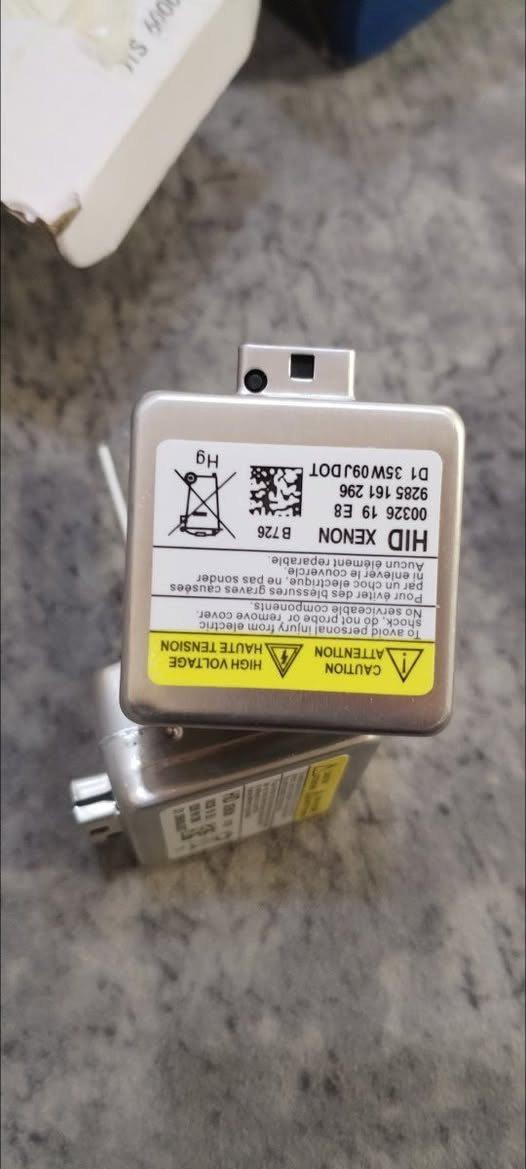 6000K
CAUTION
ATTENTION
HIGH VOLTAGE
HAUTE TENSION
To avoid personal injury from electric
shock, do not probe or remove cover.
No serviceable components.
Pour éviter des blessures graves causées
par un choc électrique, ne pas sonder
ni enlever le couvercle.
Aucun élément reparable.
HID XENON B726
00326 19 E8
9285 161 296
D1 35W 09J DOT
Hg